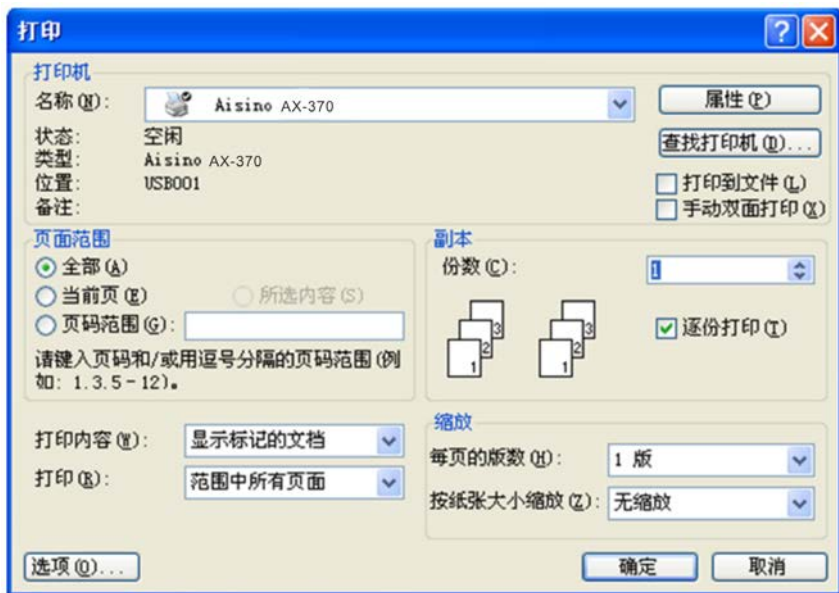 打印
打印机
名称(N): Aisino AX-370 属性(P)
状态: 空闲 查找打印机(D)...
类型: Aisino AX-370
位置: USB001 打印到文件(L)
备注: 手动双面打印(X)
页面范围
全部(A)
当前页(E) 所选内容(S)
页码范围(G):
请键入页码和/或用逗号分隔的页码范围(例
如: 1.3.5-12)。
副本
份数(C): 1
1 2 3 1 2 3
逐份打印(T)
打印内容(W): 显示标记的文档
打印(R): 范围中所有页面
缩放
每页的版数(H): 1 版
按纸张大小缩放(Z): 无缩放
选项(O)... 确定 取消